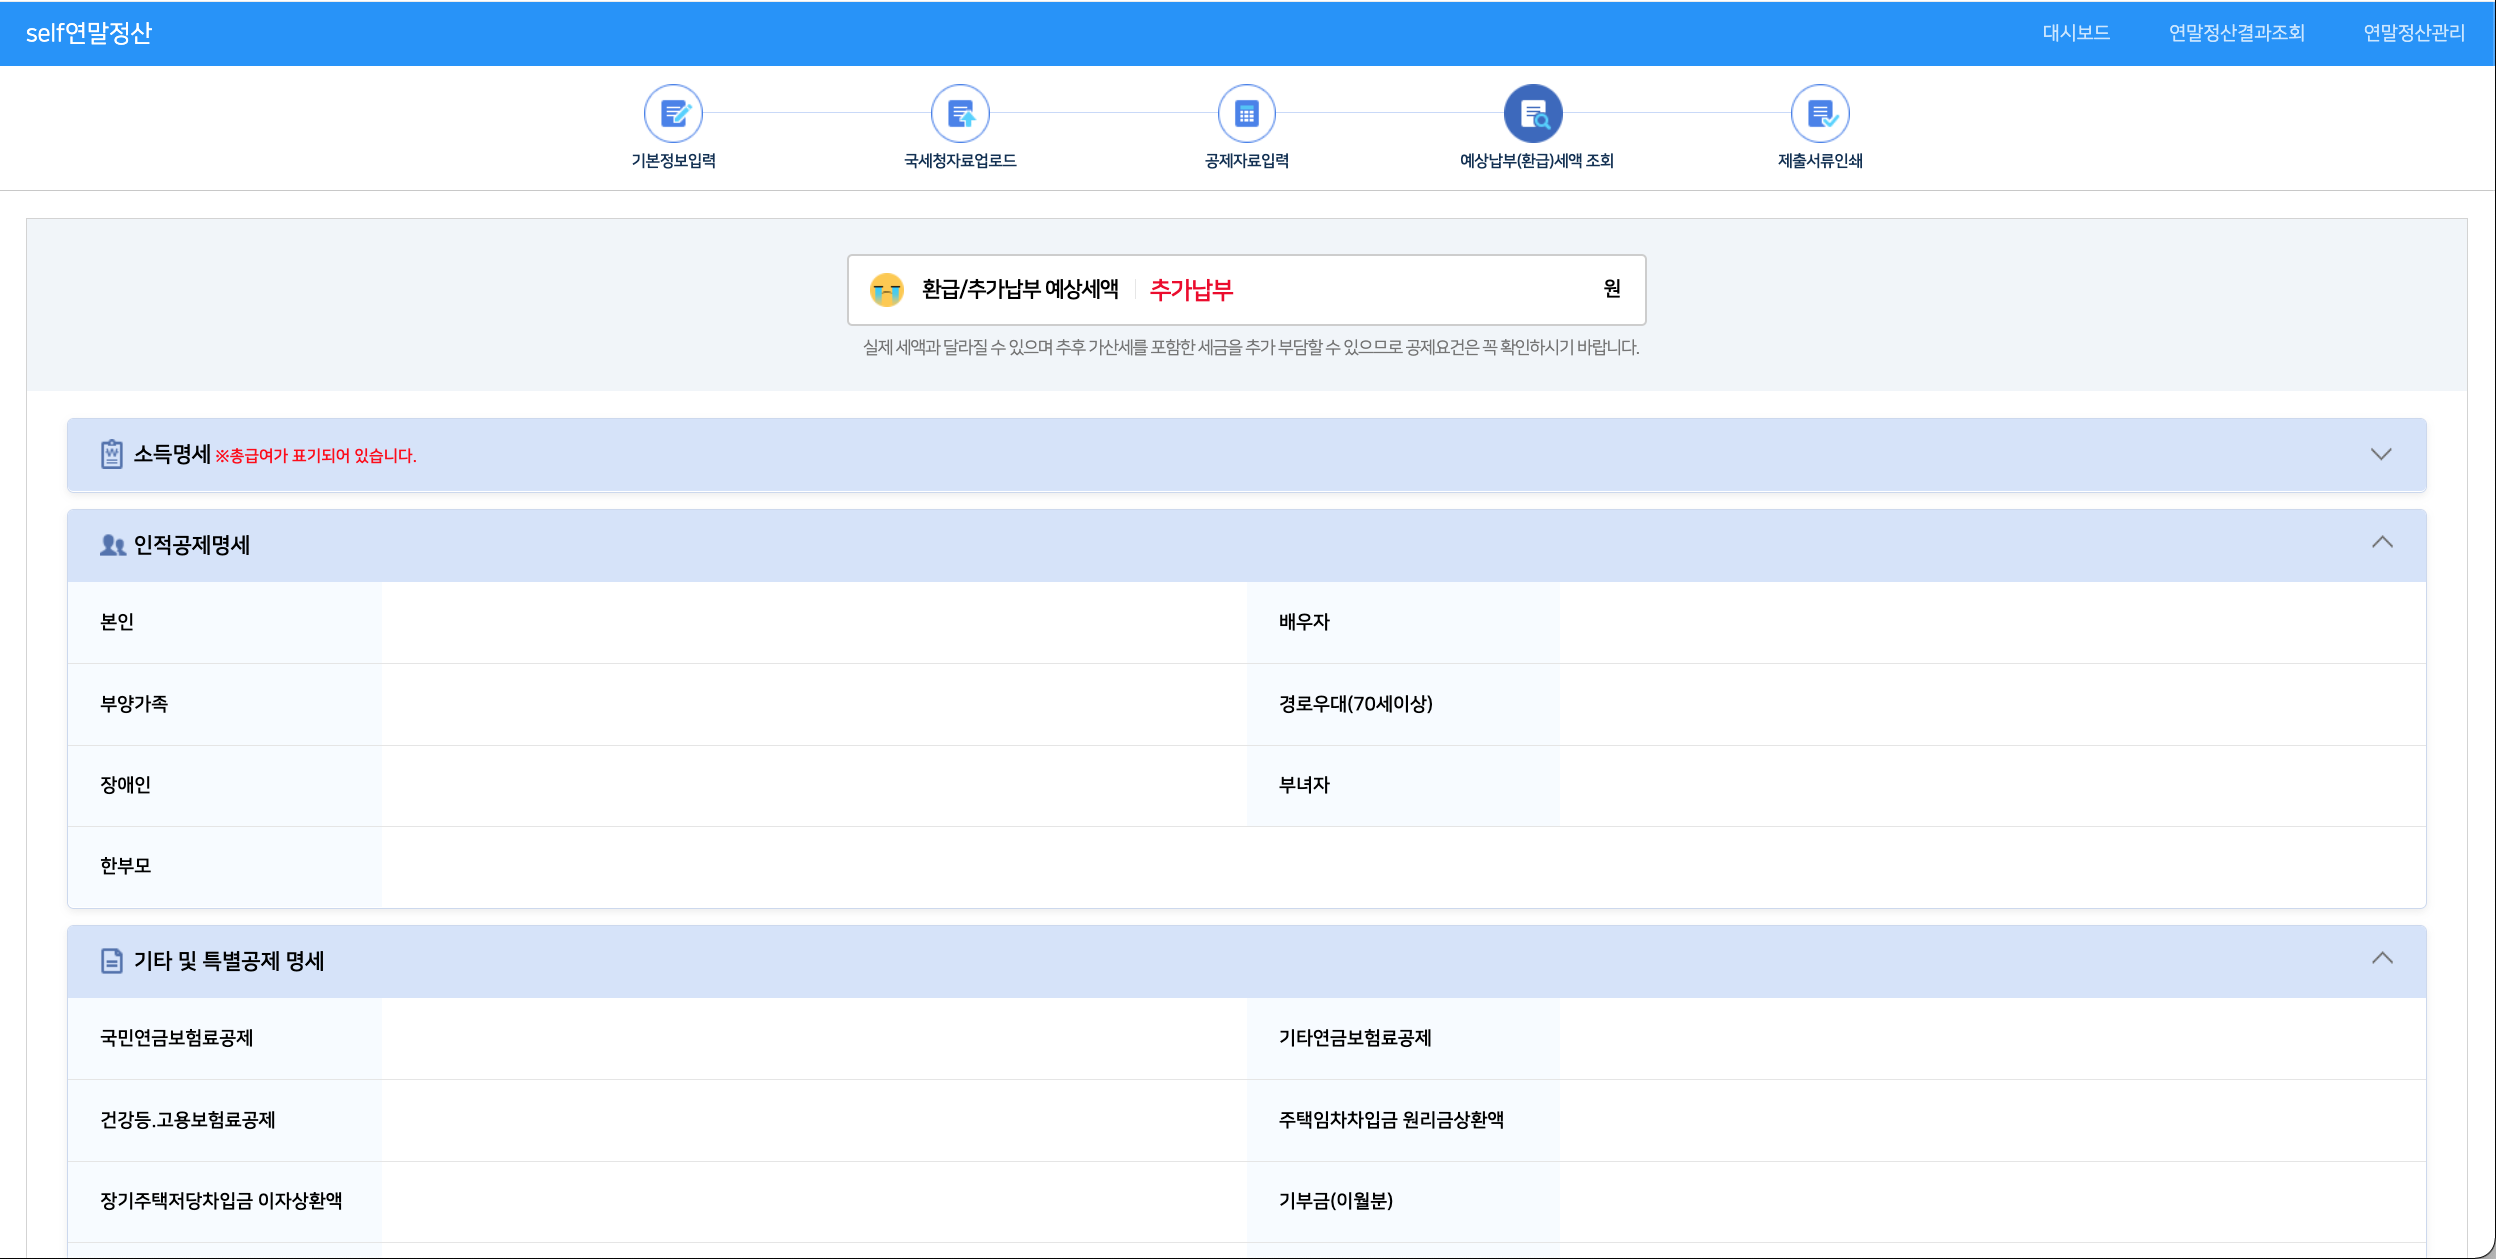 self연말정산 대시보드 연말정산결과조회 연말정산관리
기본정보입력 국세청자료업로드 공제자료입력 예상납부(환급)세액 조회 제출서류인쇄
환급/추가납부 예상세액 추가납부 원
실제 세액과 달라질 수 있으며 추후 가산세를 포함한 세금을 추가 부담할 수 있으므로 공제요건은 꼭 확인하시기 바랍니다.
소득명세 ※총급여가 표기되어 있습니다.
인적공제명세
본인 배우자
부양가족 경로우대(70세이상)
장애인 부녀자
한부모
기타 및 특별공제 명세
국민연금보험료공제 기타연금보험료공제
건강등.고용보험료공제 주택임차차입금 원리금상환액
장기주택저당차입금 이자상환액 기부금(이월분)